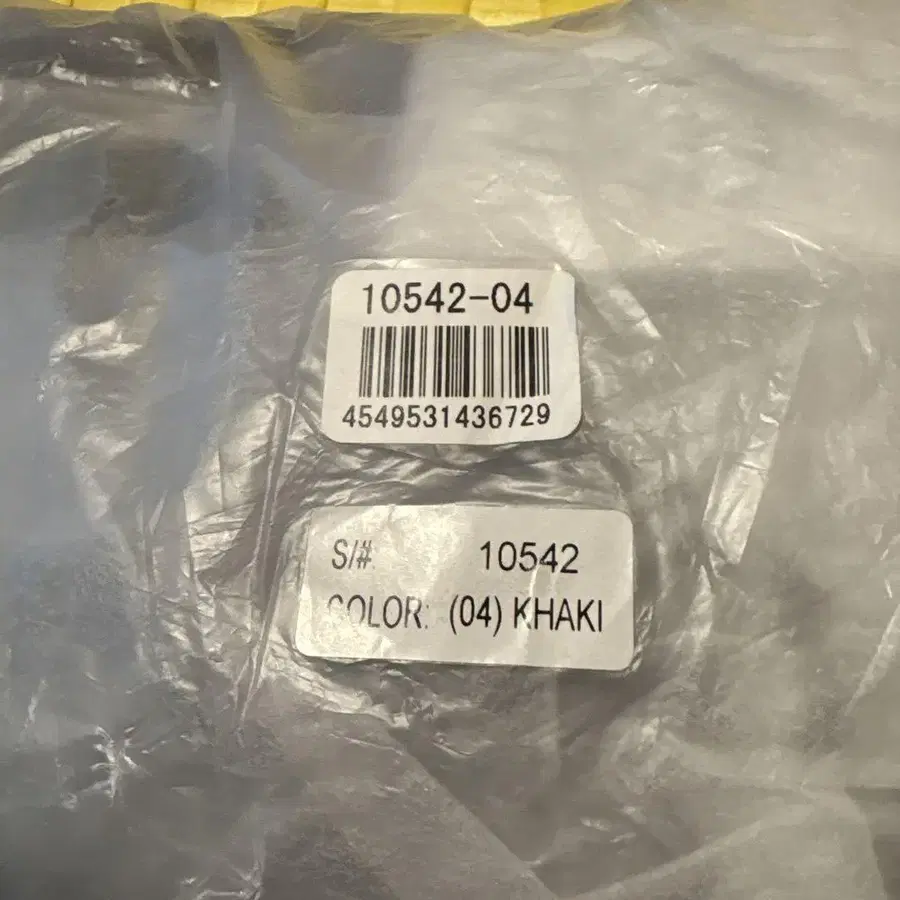 10542-04
4549531436729
S/# 10542
COLOR: (04) KHAKI